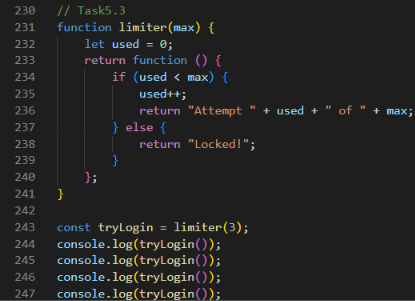 230 // Task5.3
231 function limiter(max) {
232     let used = 0;
233     return function () {
234         if (used < max) {
235             used++;
236             return "Attempt " + used + " of " + max;
237         } else {
238             return "Locked!";
239         }
240     };
241 }
242
243 const tryLogin = limiter(3);
244 console.log(tryLogin());
245 console.log(tryLogin());
246 console.log(tryLogin());
247 console.log(tryLogin());